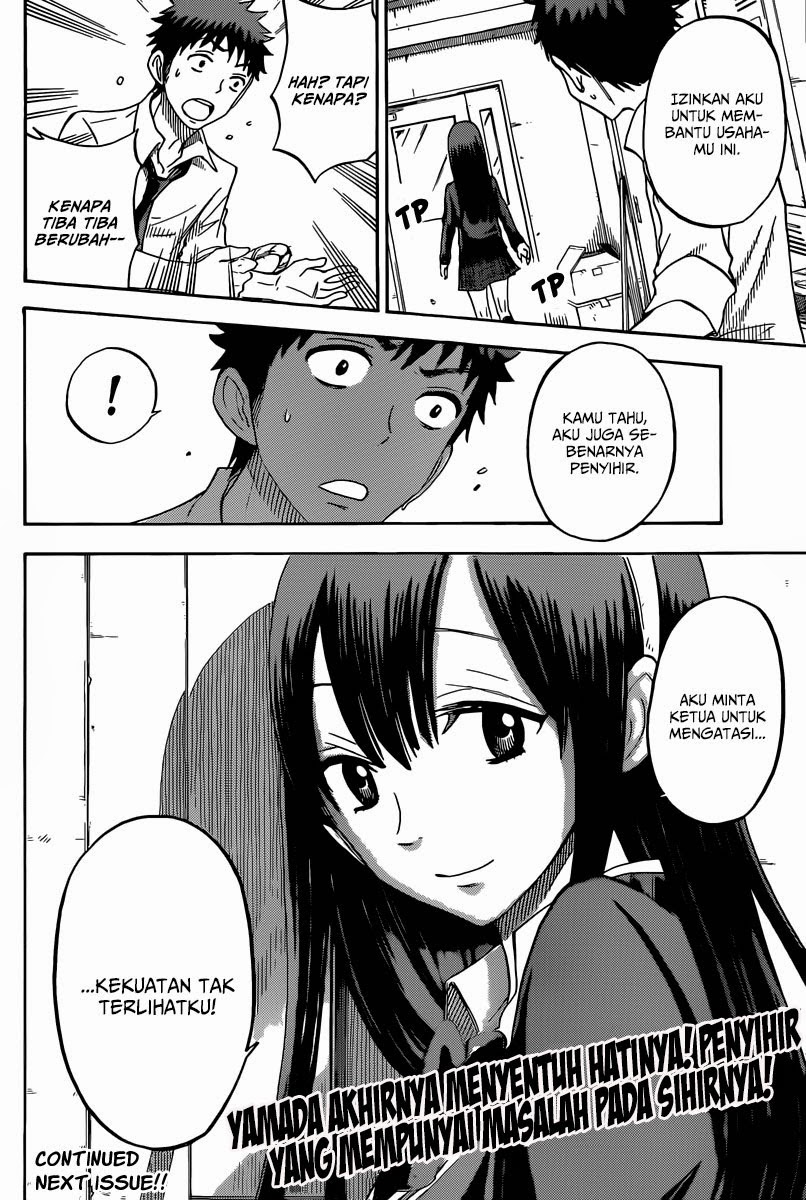 IZINKAN AKU
UNTUK MEM-
BANTU USAHA-
MU INI.
TP
TP
HAH? TAPI
KENAPA?
KENAPA
TIBA TIBA
BERUBAH--
KAMU TAHU,
AKU JUGA SE-
BENARNYA
PENYIHIR.
!
AKU MINTA
KETUA UNTUK
MENGATASI...
...KEKUATAN TAK
TERLIHATKU!
YAMADA AKHIRNYA MENYENTUH HATINYA! PENYIHIR
YANG MEMPUNYAI MASALAH PADA SIHIRNYA!
CONTINUED
NEXT ISSUE!!